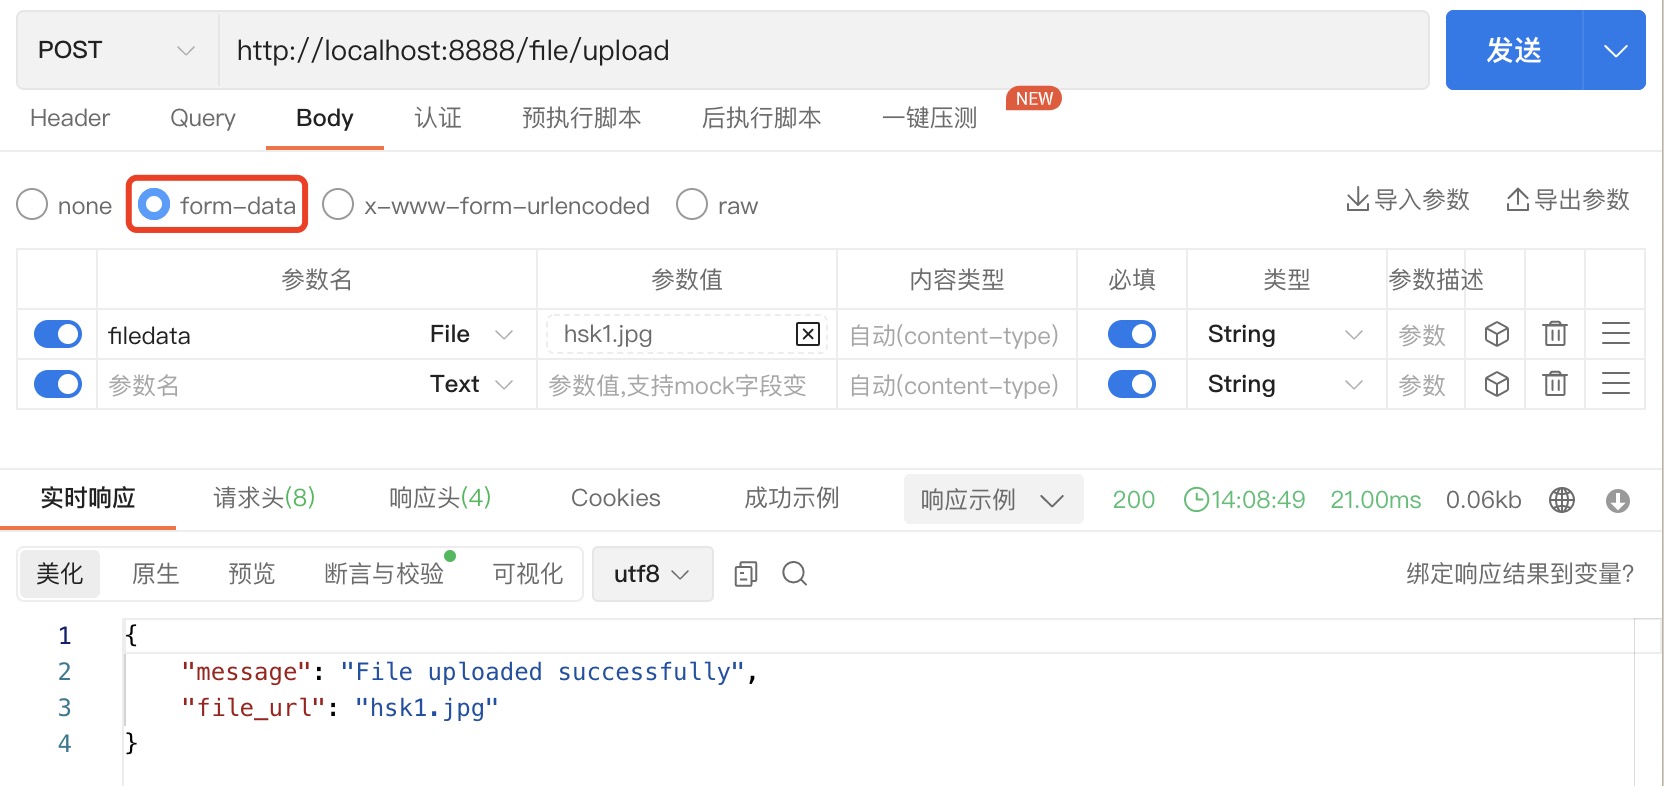 POST http://localhost:8888/file/upload 发送
NEW
Header Query Body 认证 预执行脚本 后执行脚本 一键压测
none form-data x-www-form-urlencoded raw 导入参数 导出参数
参数名 参数值 内容类型 必填 类型 参数描述
filedata File hsk1.jpg 自动(content-type) String 参数
参数名 Text 参数值,支持mock字段变 自动(content-type) String 参数
实时响应 请求头(8) 响应头(4) Cookies 成功示例 响应示例 200 14:08:49 21.00ms 0.06kb
美化 原生 预览 断言与校验 可视化 utf8 绑定响应结果到变量?
1 {
2 "message": "File uploaded successfully",
3 "file_url": "hsk1.jpg"
4 }